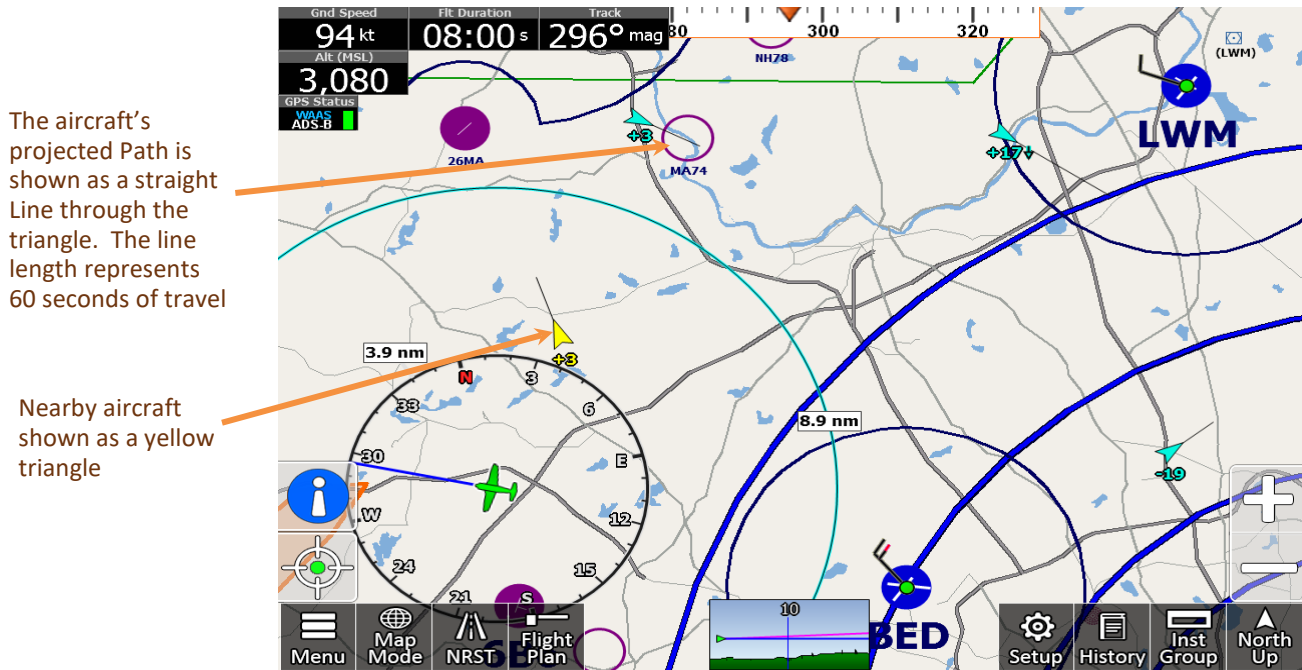 Gnd Speed
94 kt
Flt Duration
08:00 s
Track
296° mag
80
300
320
Alt (MSL)
3,080
GPS Status
WAAS
ADS-B
NH78
(LWM)
LWM
The aircraft's
projected Path is
shown as a straight
Line through the
triangle. The line
length represents
60 seconds of travel
26MA
+3
MA74
+17
3.9 nm
+3
Nearby aircraft
shown as a yellow
triangle
N
3
33
6
8.9 nm
30
E
-19
W
12
24
15
21
S
10
BED
Menu
Map
Mode
NRST
Flight
Plan
Setup
History
Inst
Group
North
Up